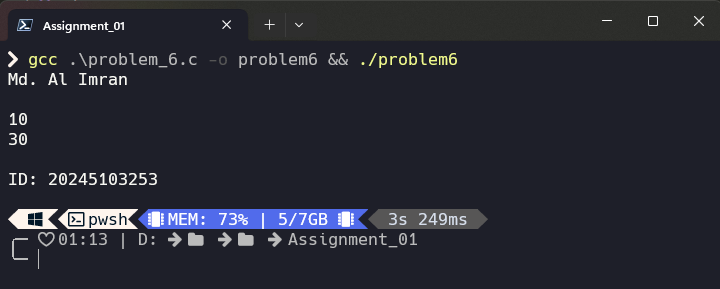 Assignment_01
gcc .\problem_6.c -o problem6 && ./problem6
Md. Al Imran
10
30
ID: 20245103253
pwsh MEM: 73% | 5/7GB 3s 249ms
01:13 | D: Assignment_01